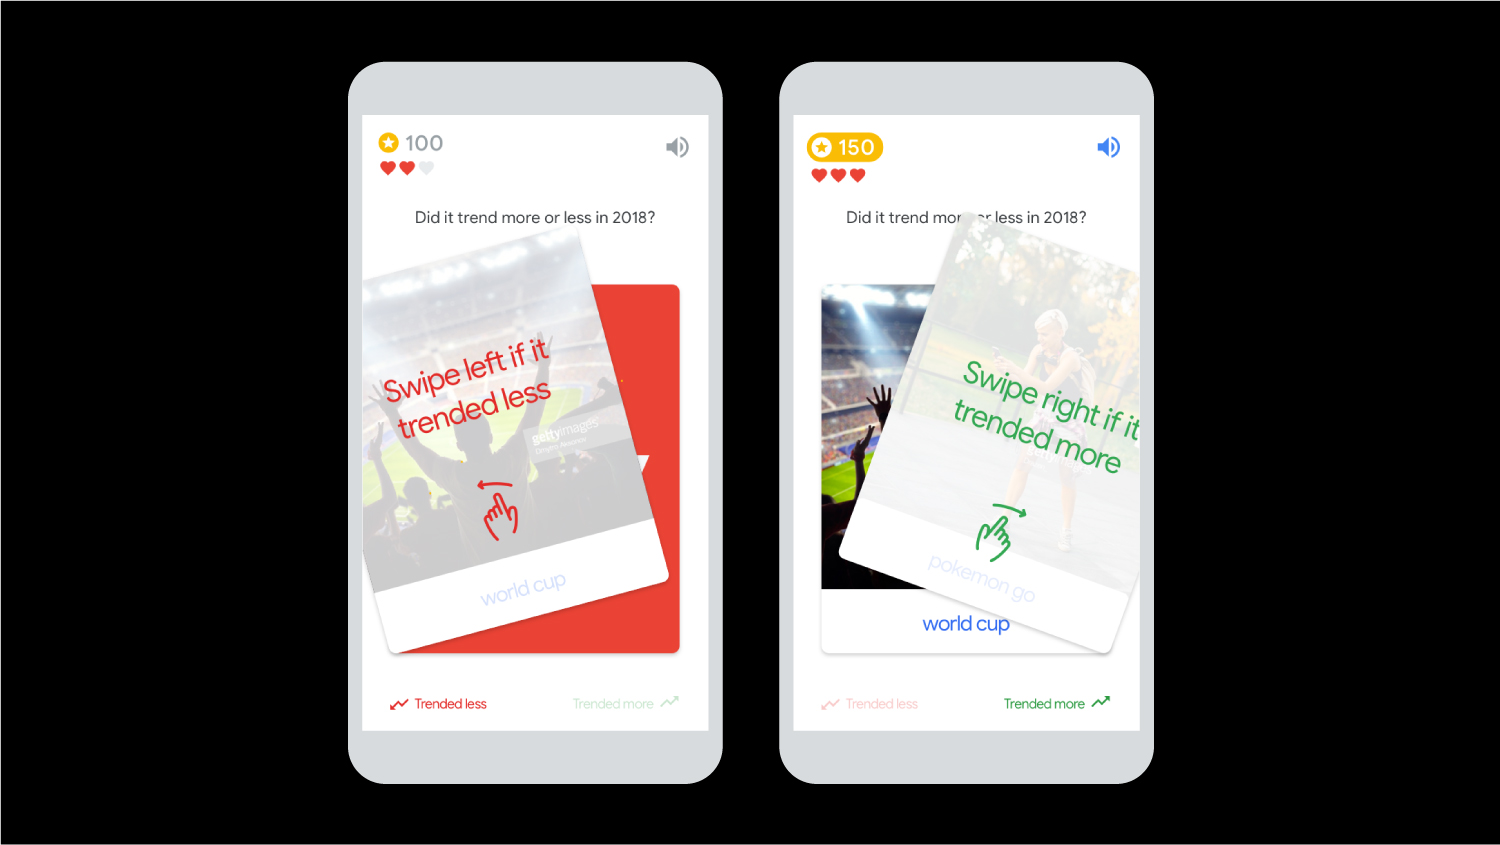 100
Did it trend more or less in 2018?
Swipe left if it
trended less
gettyimages
world cup
Trended less
Trended more
150
Did it trend more or less in 2018?
Swipe right if it
trended more
pokemon go
world cup
Trended less
Trended more